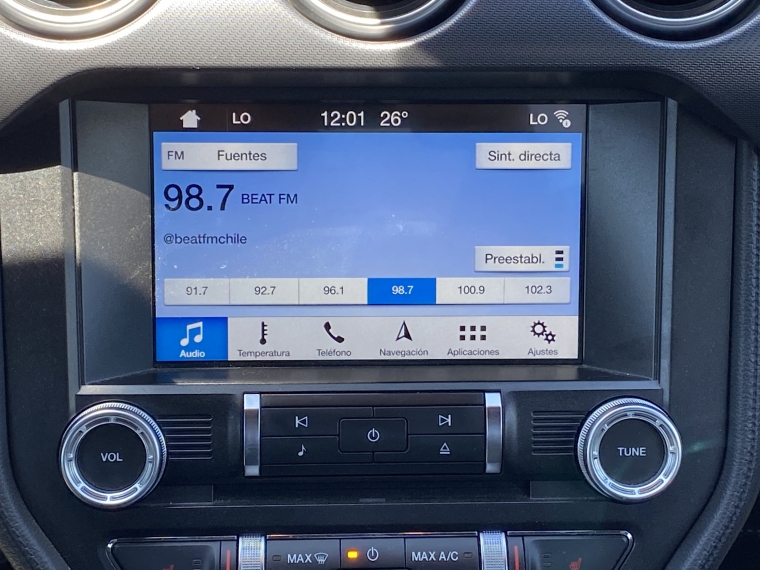 LO 12:01 26° LO
FM Fuentes Sint. directa
98.7 BEAT FM
@beatfmchile
Preestabl.
91.7 92.7 96.1 98.7 100.9 102.3
Audio Temperatura Teléfono Navegación Aplicaciones Ajustes
VOL TUNE
MAX MAX A/C